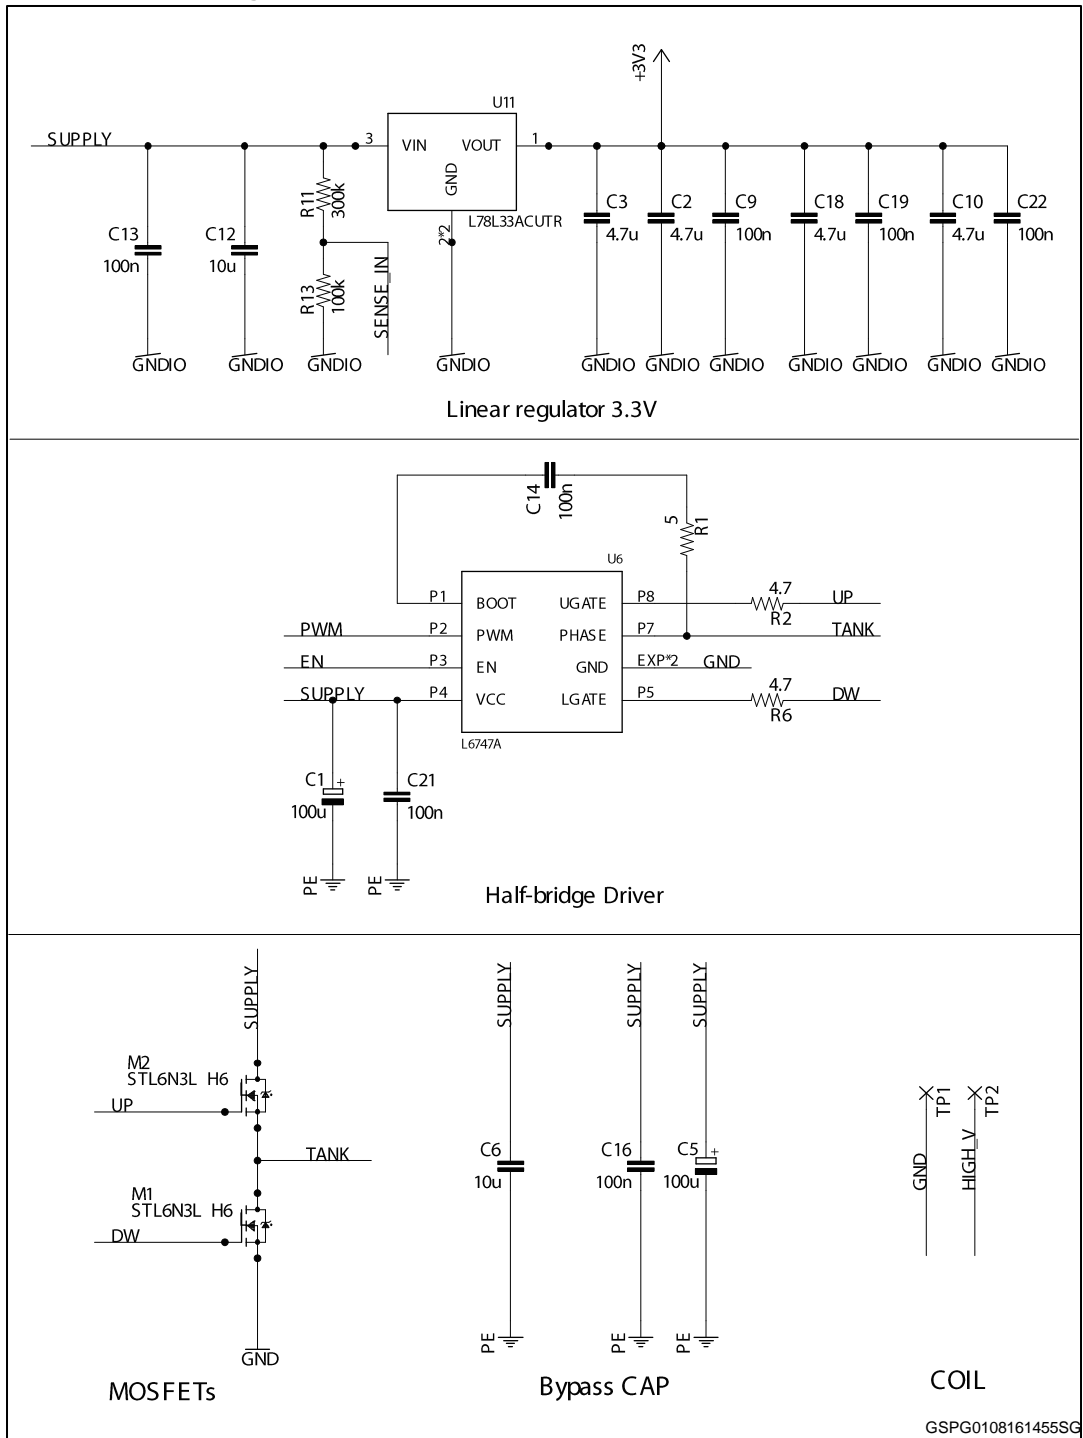 +3V3
U11
SUPPLY
3
VIN
VOUT
1
GND
L78L33ACUTR
2*2
R11
300k
R13
100k
SENSE_IN
C13
100n
C12
10u
C3
4.7u
C2
4.7u
C9
100n
C18
4.7u
C19
100n
C10
4.7u
C22
100n
GNDIO
GNDIO
GNDIO
GNDIO
GNDIO
GNDIO
GNDIO
GNDIO
GNDIO
GNDIO
GNDIO
Linear regulator 3.3V
C14
100n
5
R1
U6
P1
BOOT
UGATE
P8
4.7
R2
UP
PWM
P2
PWM
PHASE
P7
TANK
EN
P3
EN
GND
EXP*2
GND
SUPPLY
P4
VCC
LGATE
P5
4.7
R6
DW
L6747A
C1
+
100u
C21
100n
PE
PE
Half-bridge Driver
SUPPLY
M2
STL6N3L H6
UP
TANK
M1
STL6N3L H6
DW
GND
MOSFETs
SUPPLY
SUPPLY
SUPPLY
C6
10u
C16
100n
C5
+
100u
PE
PE
PE
Bypass CAP
TP1
TP2
GND
HIGH_V
COIL
GSPG0108161455SG